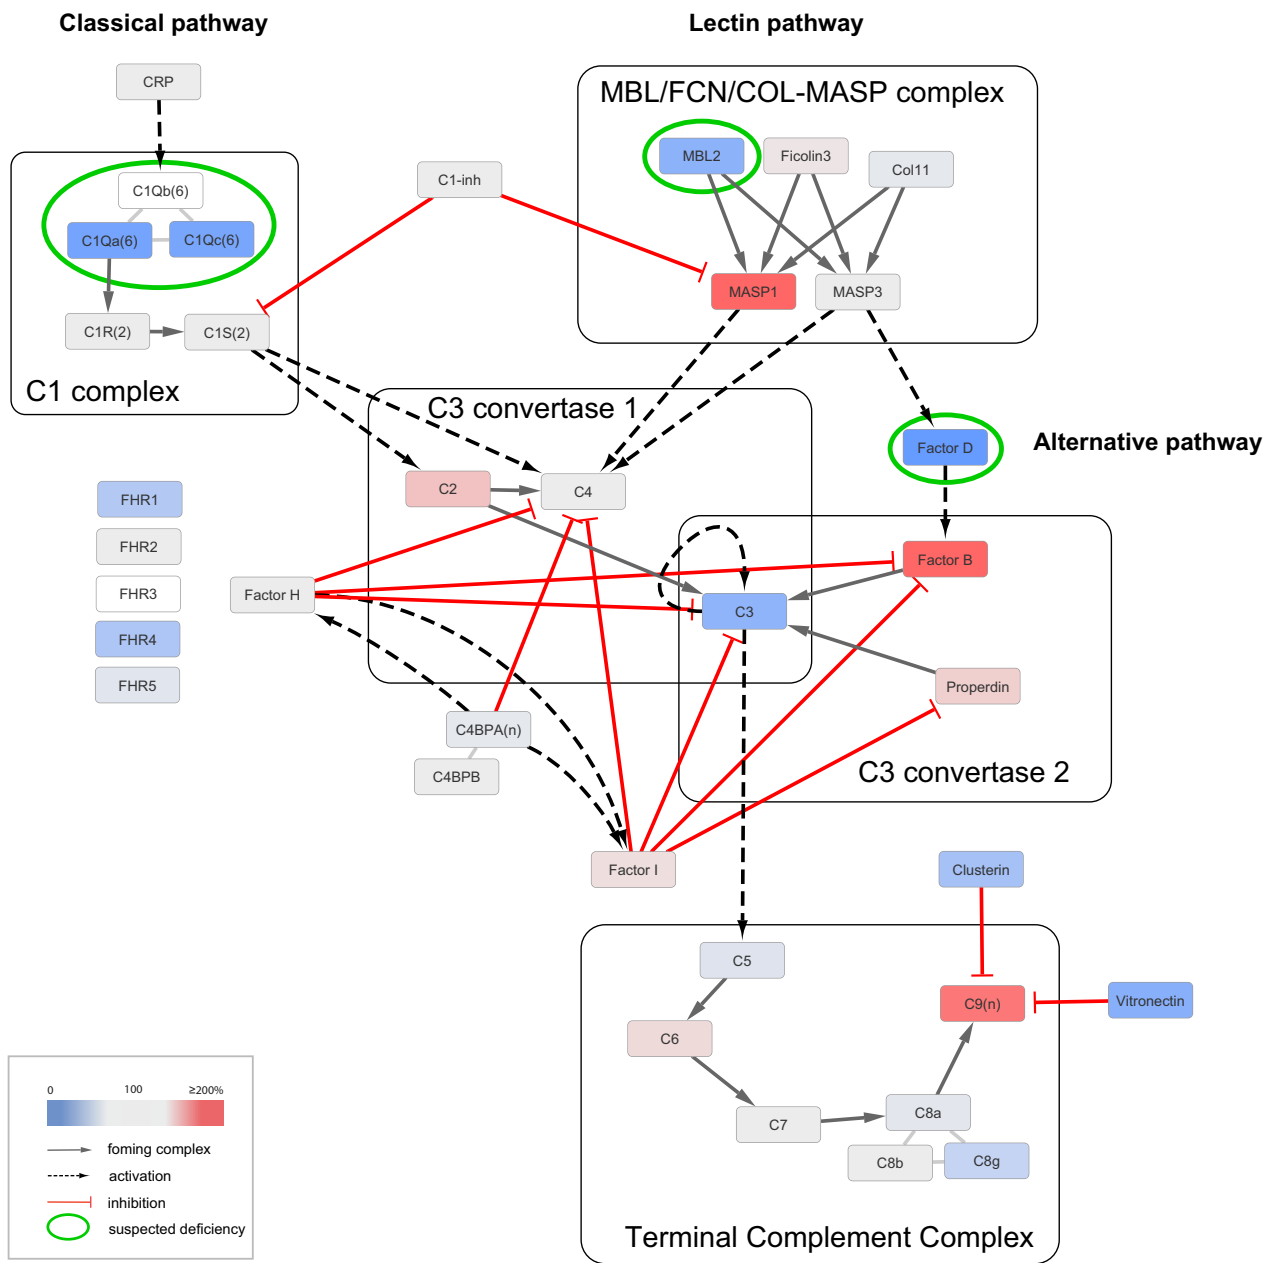 Classical pathway
Lectin pathway
CRP
MBL/FCN/COL-MASP complex
MBL2
Ficolin3
Col11
C1Qb(6)
C1-inh
C1Qa(6)
C1Qc(6)
MASP1
MASP3
C1R(2)
C1S(2)
C1 complex
C3 convertase 1
Factor D
Alternative pathway
C2
C4
FHR1
FHR2
Factor B
FHR3
Factor H
C3
FHR4
FHR5
Properdin
C4BPA(n)
C4BPB
C3 convertase 2
Factor I
Clusterin
C5
C9(n)
Vitronectin
C6
C7
C8a
C8b
C8g
Terminal Complement Complex
0 100 ≥200%
foming complex
activation
inhibition
suspected deficiency